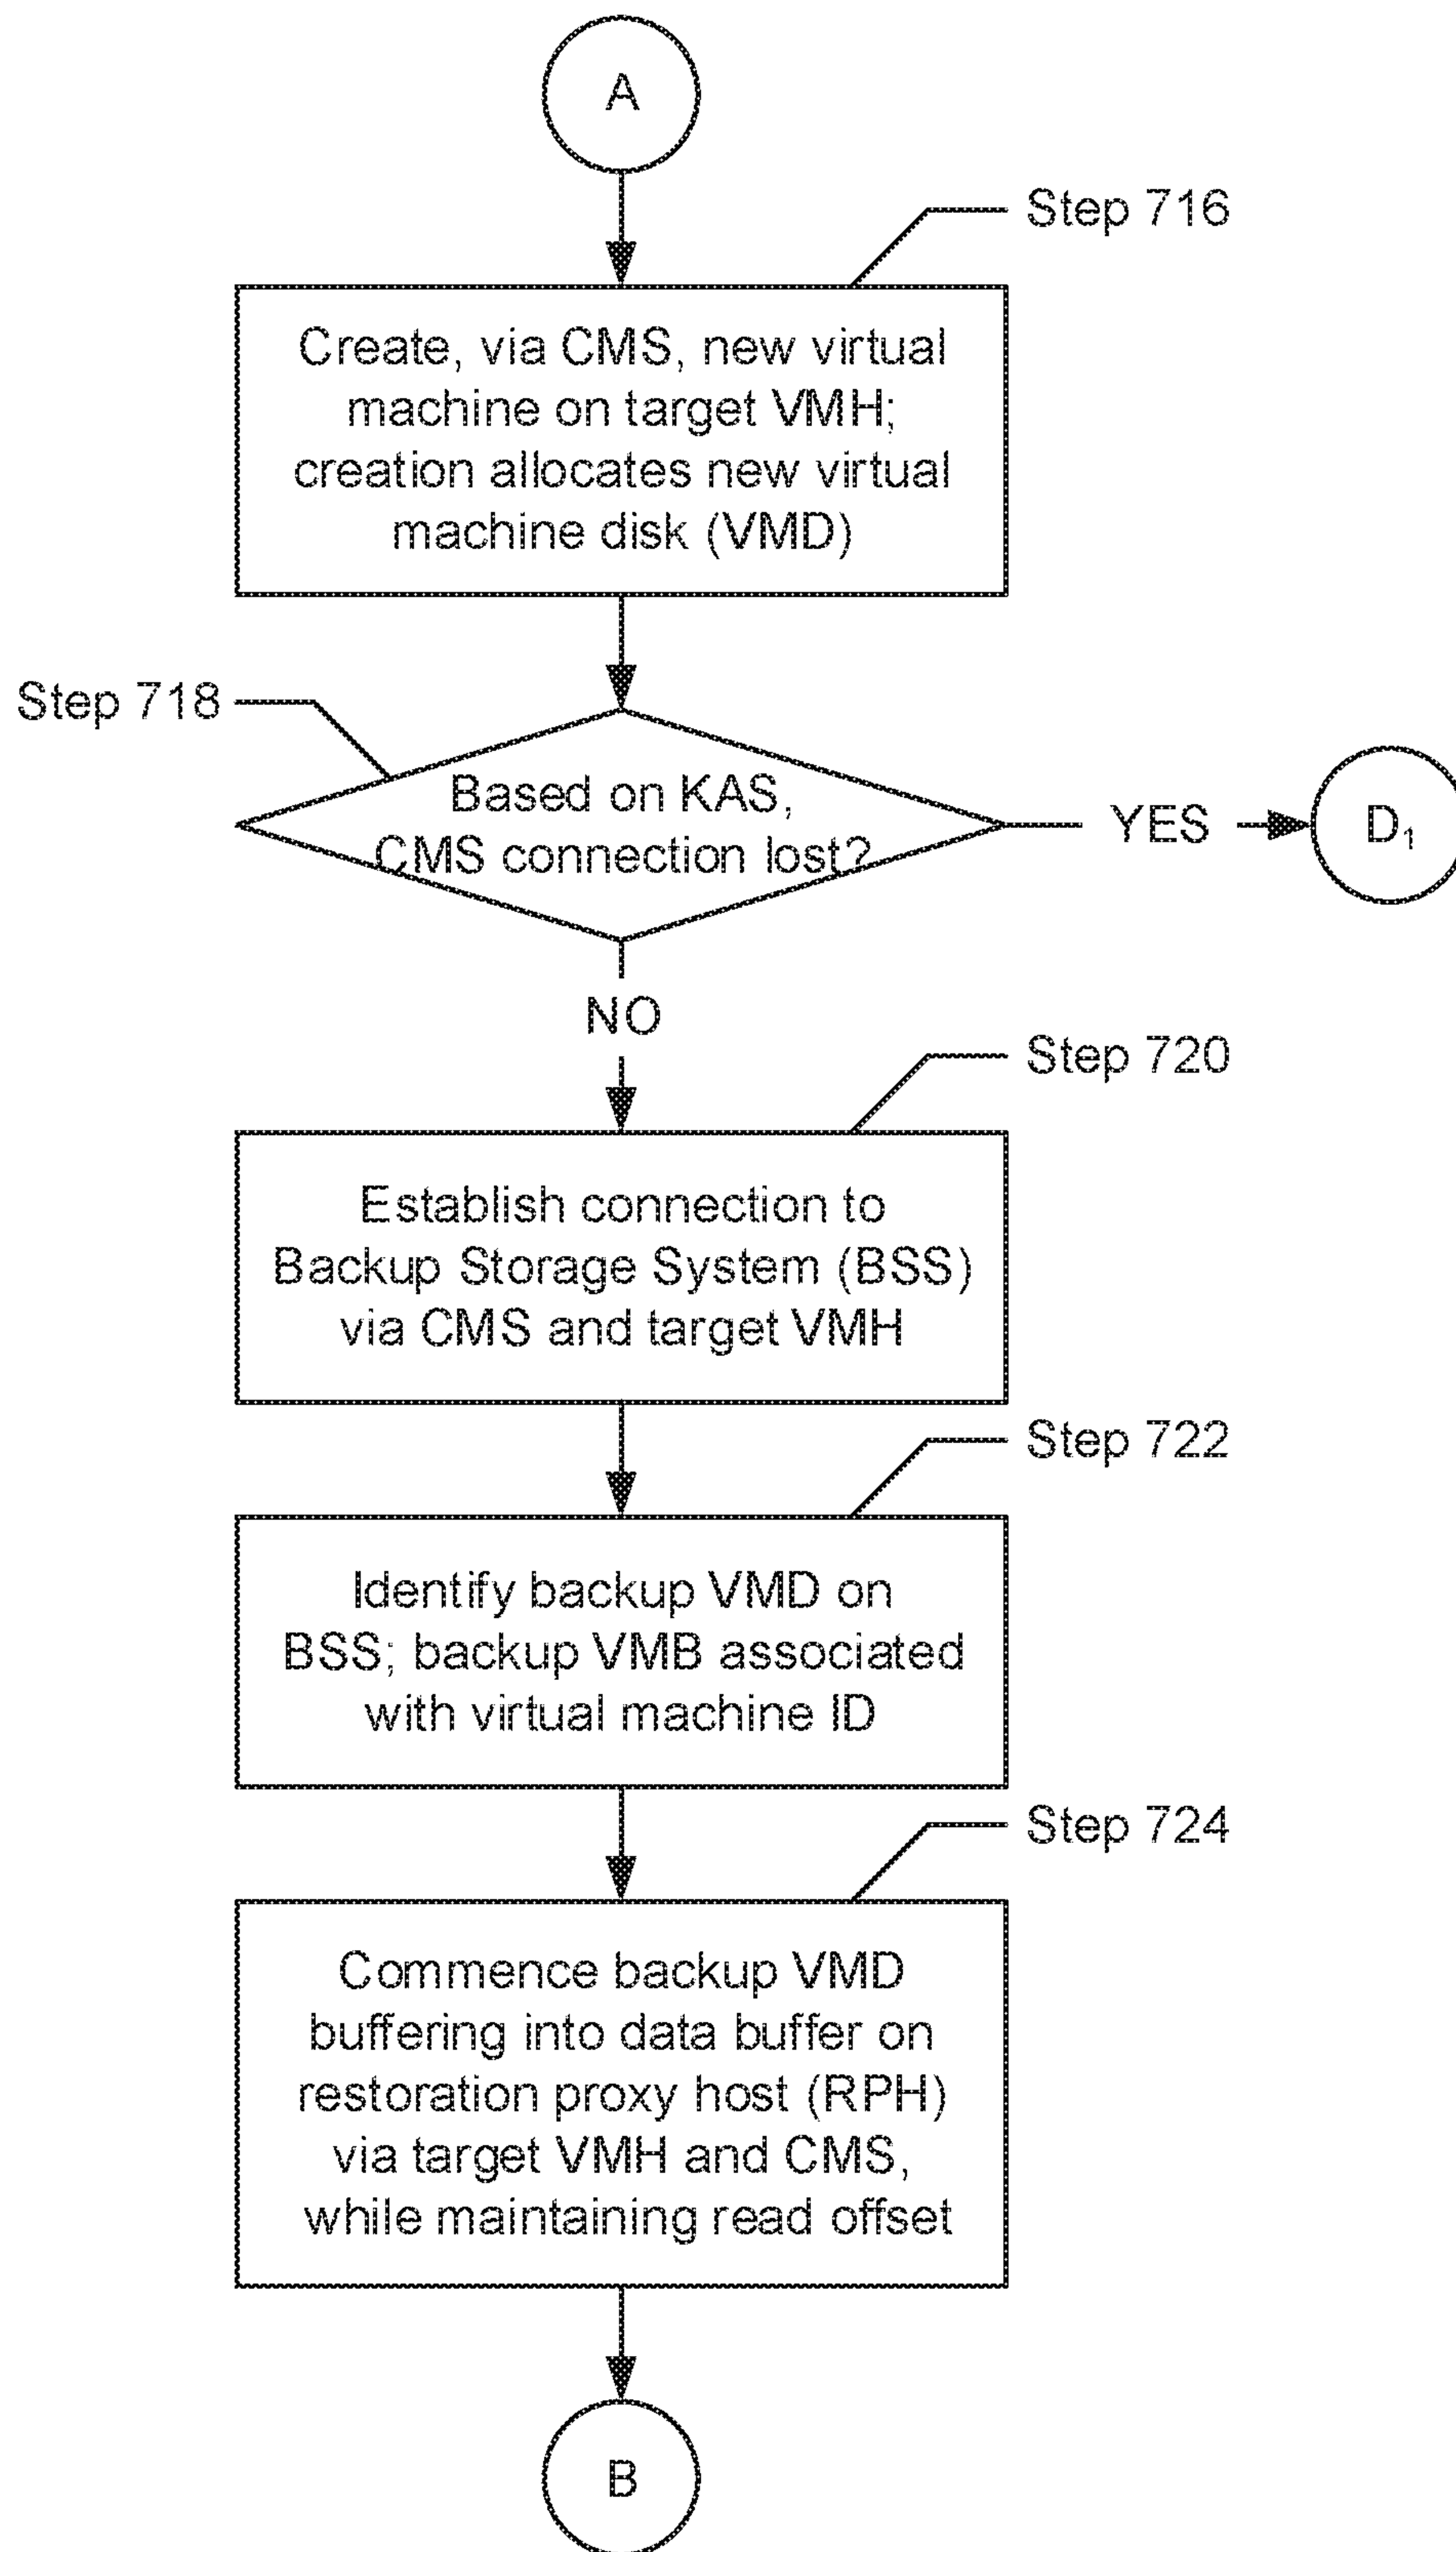 A
Step 716
Create, via CMS, new virtual
machine on target VMH;
creation allocates new virtual
machine disk (VMD)
Step 718
Based on KAS,
CMS connection lost?
YES
D₁
NO
Step 720
Establish connection to
Backup Storage System (BSS)
via CMS and target VMH
Step 722
Identify backup VMD on
BSS; backup VMB associated
with virtual machine ID
Step 724
Commence backup VMD
buffering into data buffer on
restoration proxy host (RPH)
via target VMH and CMS,
while maintaining read offset
B